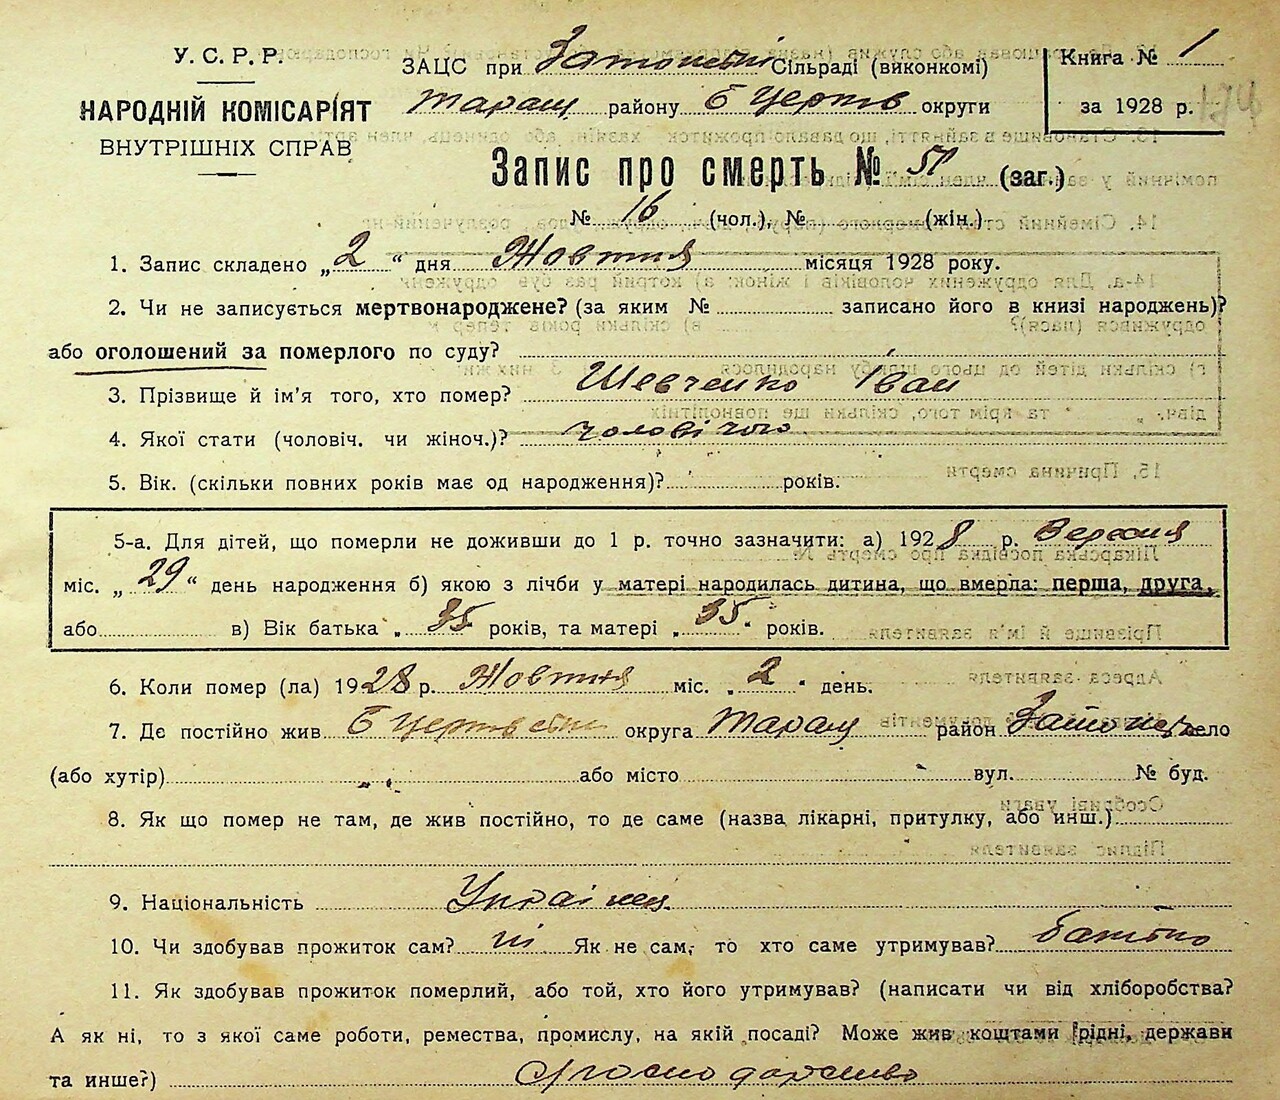 У.С.Р.Р.
НАРОДНІЙ КОМІСАРІЯТ
ВНУТРІШНІХ СПРАВ
ЗАЦС при Затонській Сільраді (виконкомі)
Таращ району Б Церків округи
Книга № 1
за 1928 р.
Запис про смерть № 51 (заг.)
№ 16 (чол.), № (жін.)
1. Запис складено „ 2 “ дня Жовтня місяця 1928 року.
2. Чи не записується мертвонароджене? (за яким № записано його в книзі народжень)?
або оголошений за померлого по суду?
3. Прізвище й ім'я того, хто помер? Шевченко Іван
4. Якої стати (чоловіч. чи жіноч.)? чоловічого
5. Вік. (скільки повних років має од народження)? років.
5-а. Для дітей, що померли не доживши до 1 р. точно зазначити: а) 1928 р. Вересня
міс. „ 29 “ день народження б) якою з лічби у матері народилась дитина, що вмерла: перша, друга,
або в) Вік батька „ 35 років, та матері „ 35 “ років.
6. Коли помер (ла) 1928 р. Жовтня міс. „ 2 “ день.
7. Де постійно жив Б Церківській округа Таращ район село
(або хутір) або місто вул. № буд.
8. Як що помер не там, де жив постійно, то де саме (назва лікарні, притулку, або инш.)
9. Національність Українец
10. Чи здобував прожиток сам? ні Як не сам, то хто саме утримував? батько
11. Як здобував прожиток померлий, або той, хто його утримував? (написати чи від хліборобства?
А як ні, то з якої саме роботи, ремества, промислу, на якій посаді? Може жив коштами рідні, держави
та инше?)